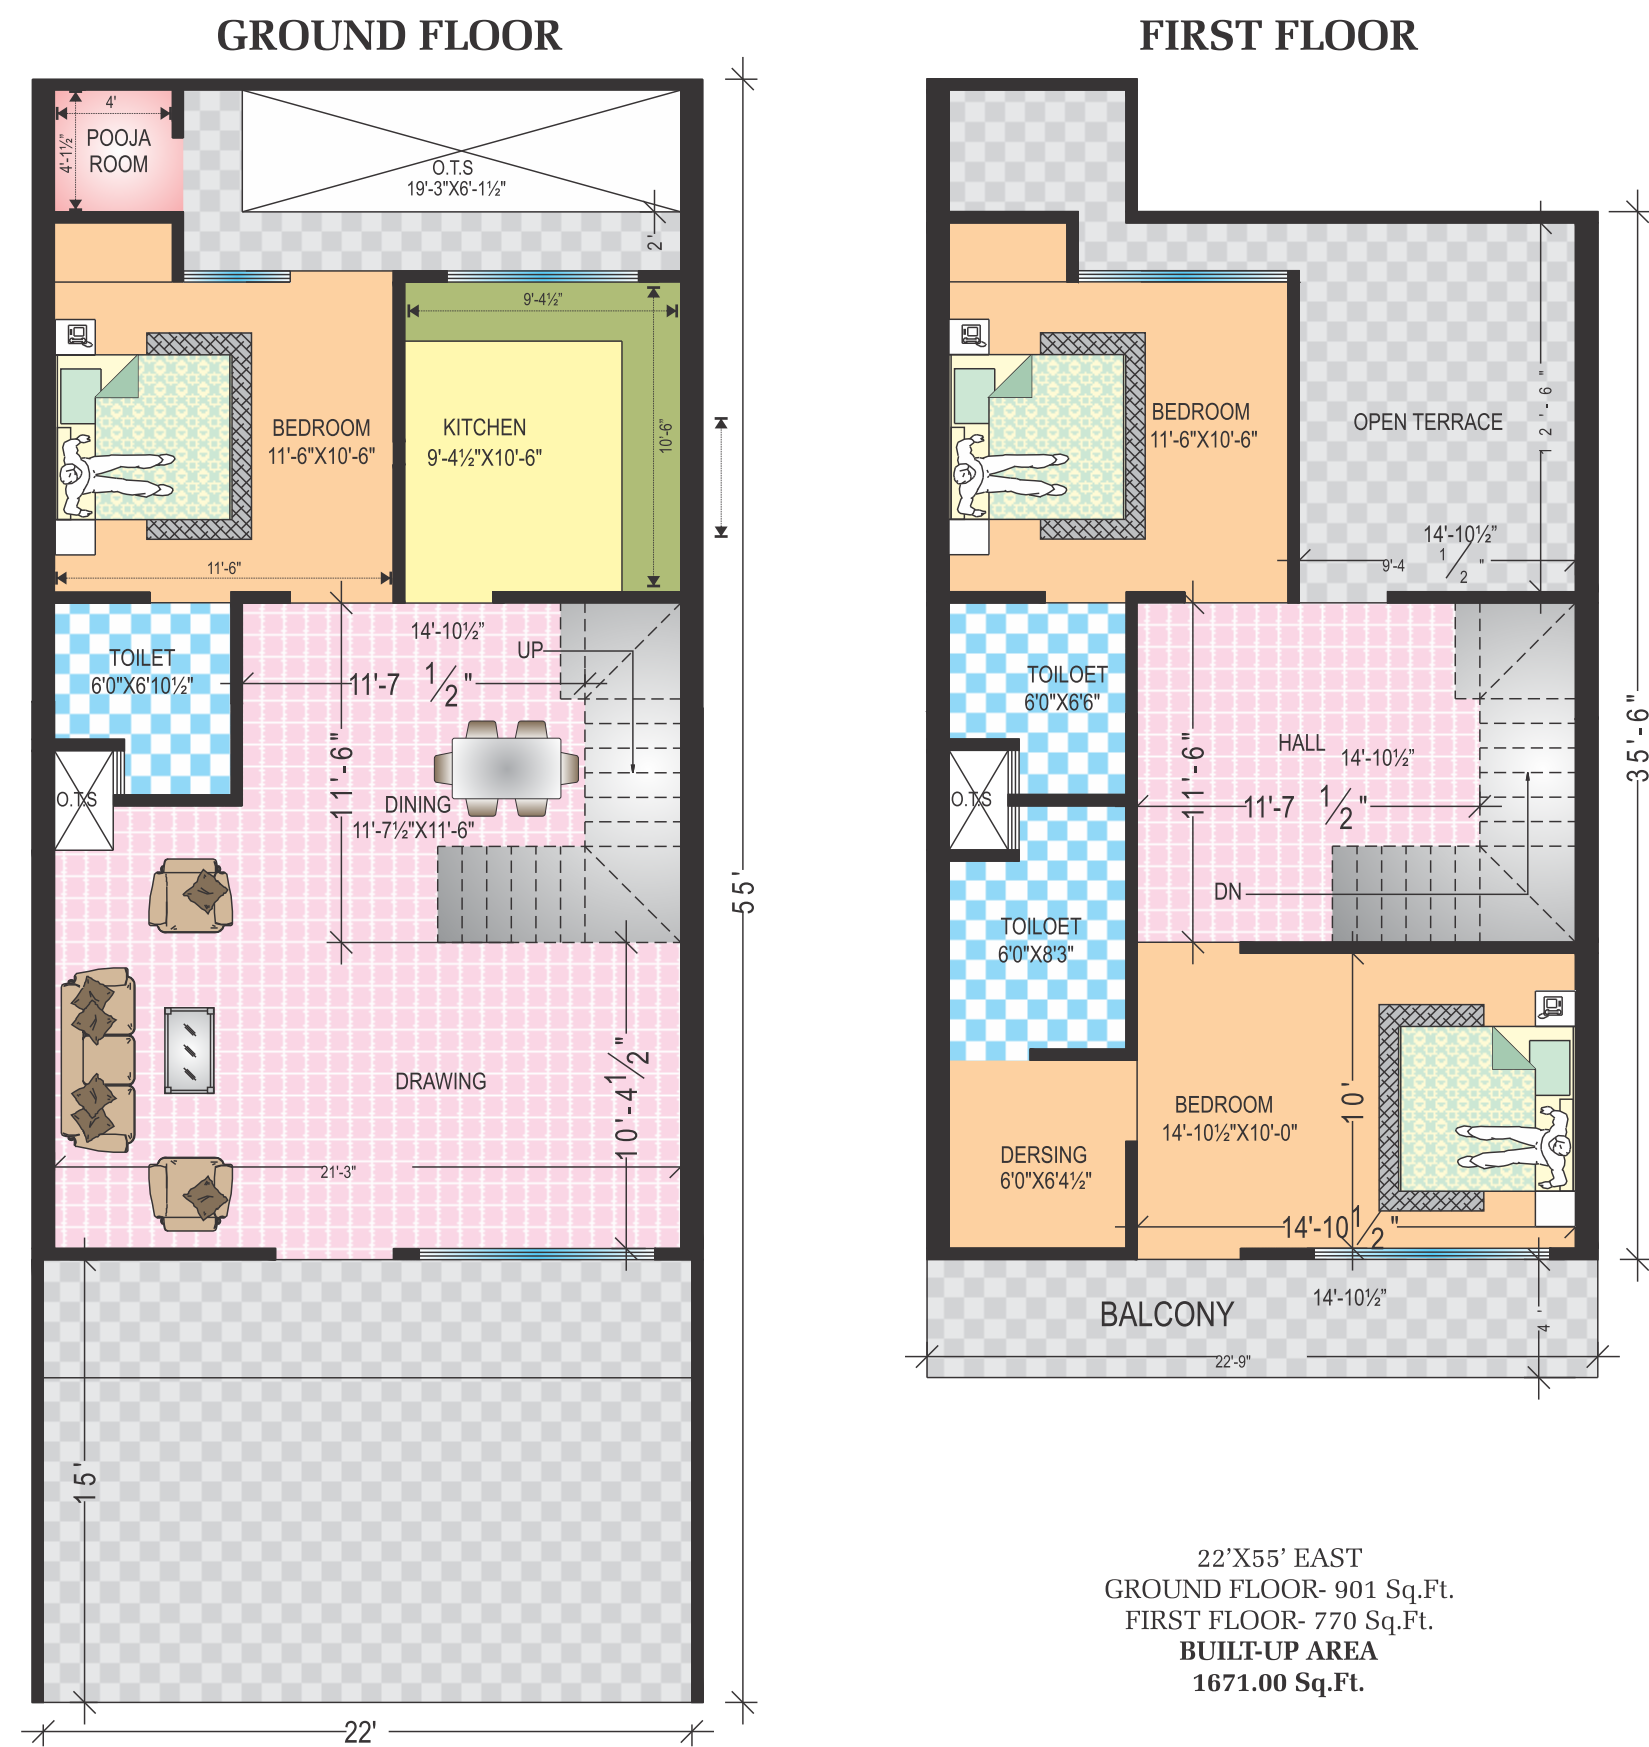 GROUND FLOOR
4'
4'-1½"
POOJA
ROOM
O.T.S
19'-3"X6'-1½"
2'
9'-4½"
10'-6"
BEDROOM
11'-6"X10'-6"
KITCHEN
9'-4½"X10'-6"
11'-6"
14'-10½"
UP
TOILET
6'0"X6'10½"
11'-7 1/2"
11'-6"
O.T.S
DINING
11'-7½"X11'-6"
DRAWING
10'-4 1/2"
21'-3"
15'
22'
55'
FIRST FLOOR
BEDROOM
11'-6"X10'-6"
OPEN TERRACE
12'-6"
14'-10½"
9'-4 1/2"
TOILOET
6'0"X6'6"
HALL
14'-10½"
11'-6"
11'-7 1/2"
O.T.S
DN
TOILOET
6'0"X8'3"
BEDROOM
14'-10½"X10'-0"
10'
DERSING
6'0"X6'4½"
14'-10 1/2"
BALCONY
14'-10½"
4'
22'-9"
35'-6"
22'X55' EAST
GROUND FLOOR- 901 Sq.Ft.
FIRST FLOOR- 770 Sq.Ft.
BUILT-UP AREA
1671.00 Sq.Ft.